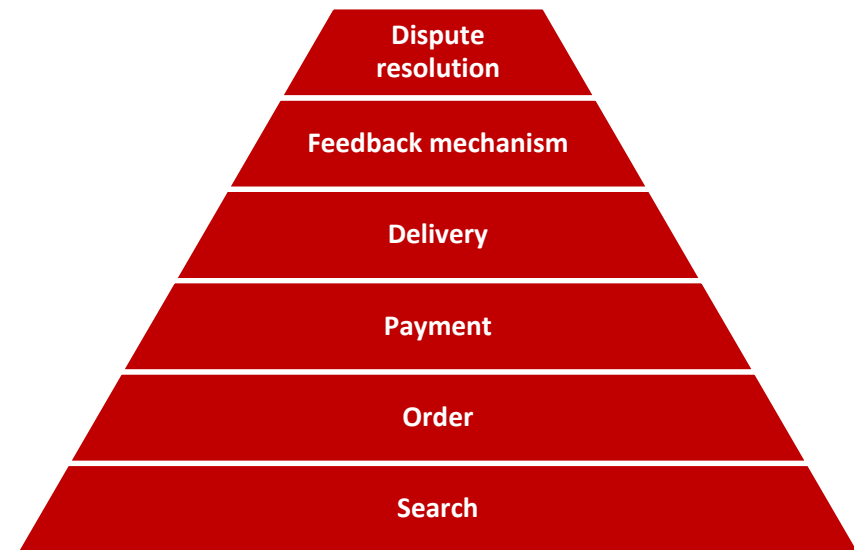 Dispute
resolution
Feedback mechanism
Delivery
Payment
Order
Search